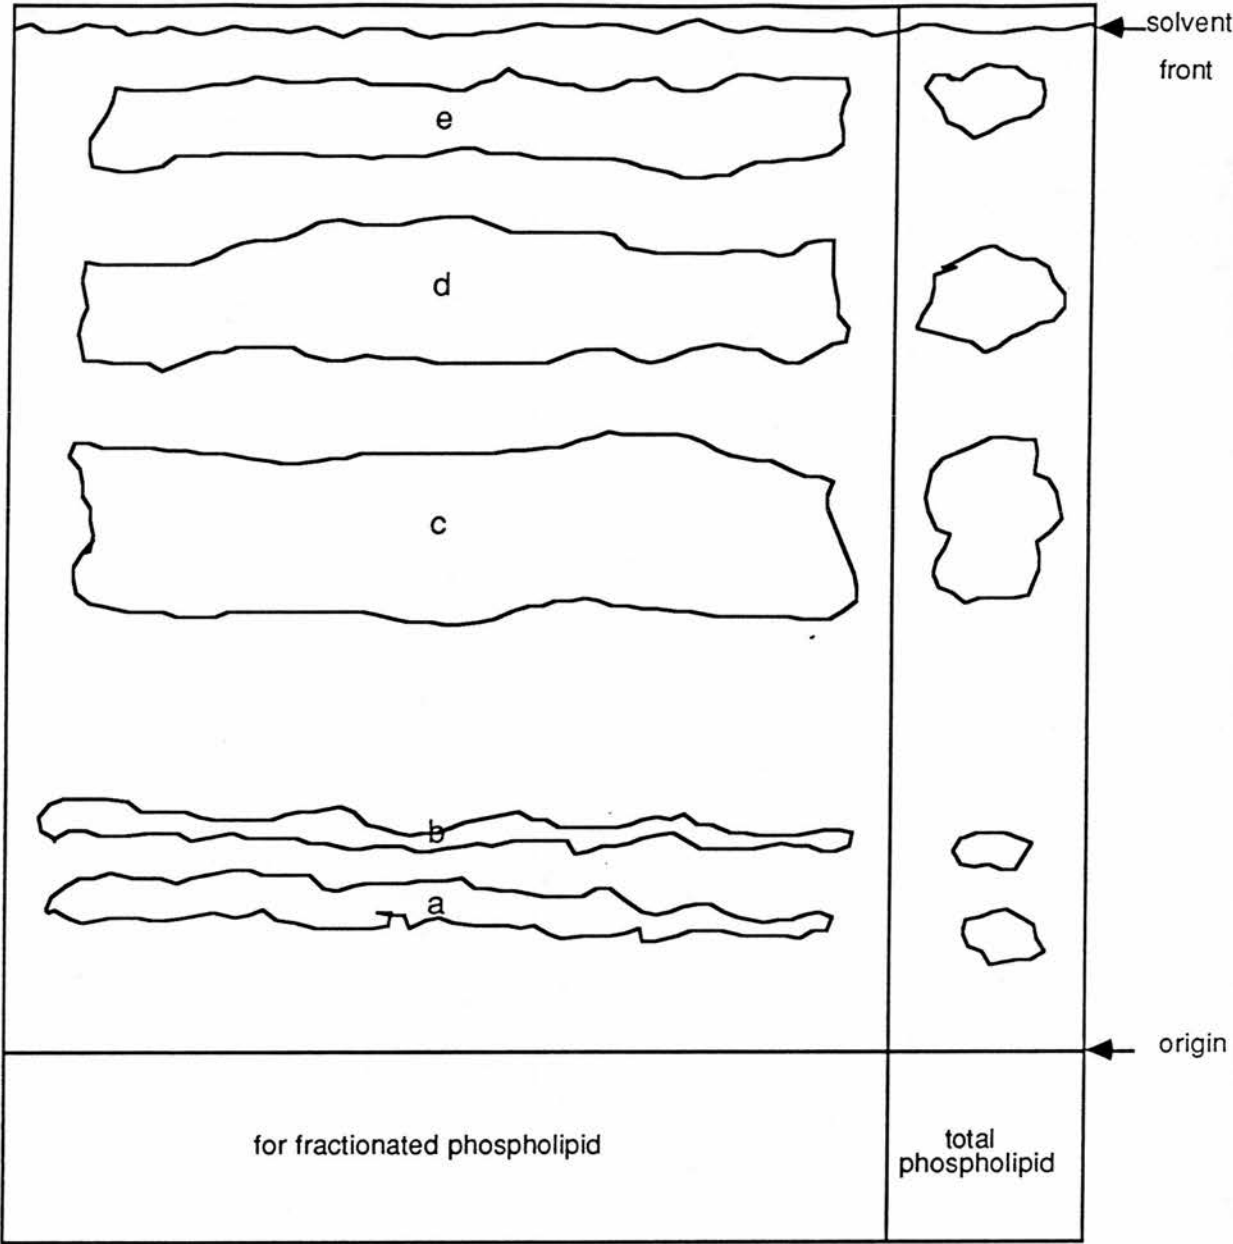 solvent
front
e
d
c
b
a
origin
for fractionated phospholipid
total
phospholipid